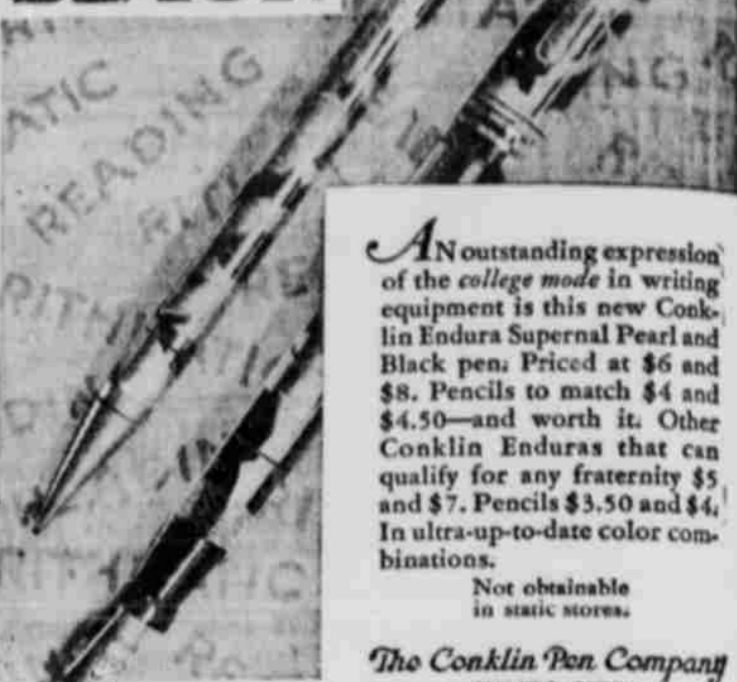 ATIC
READING
RITHM
AN outstanding expression
of the college mode in writing
equipment is this new Conk-
lin Endura Supernal Pearl and
Black pen. Priced at $6 and
$8. Pencils to match $4 and
$4.50—and worth it. Other
Conklin Enduras that can
qualify for any fraternity $5
and $7. Pencils $3.50 and $4.
In ultra-up-to-date color com-
binations.
Not obtainable
in static stores.
The Conklin Pen Company